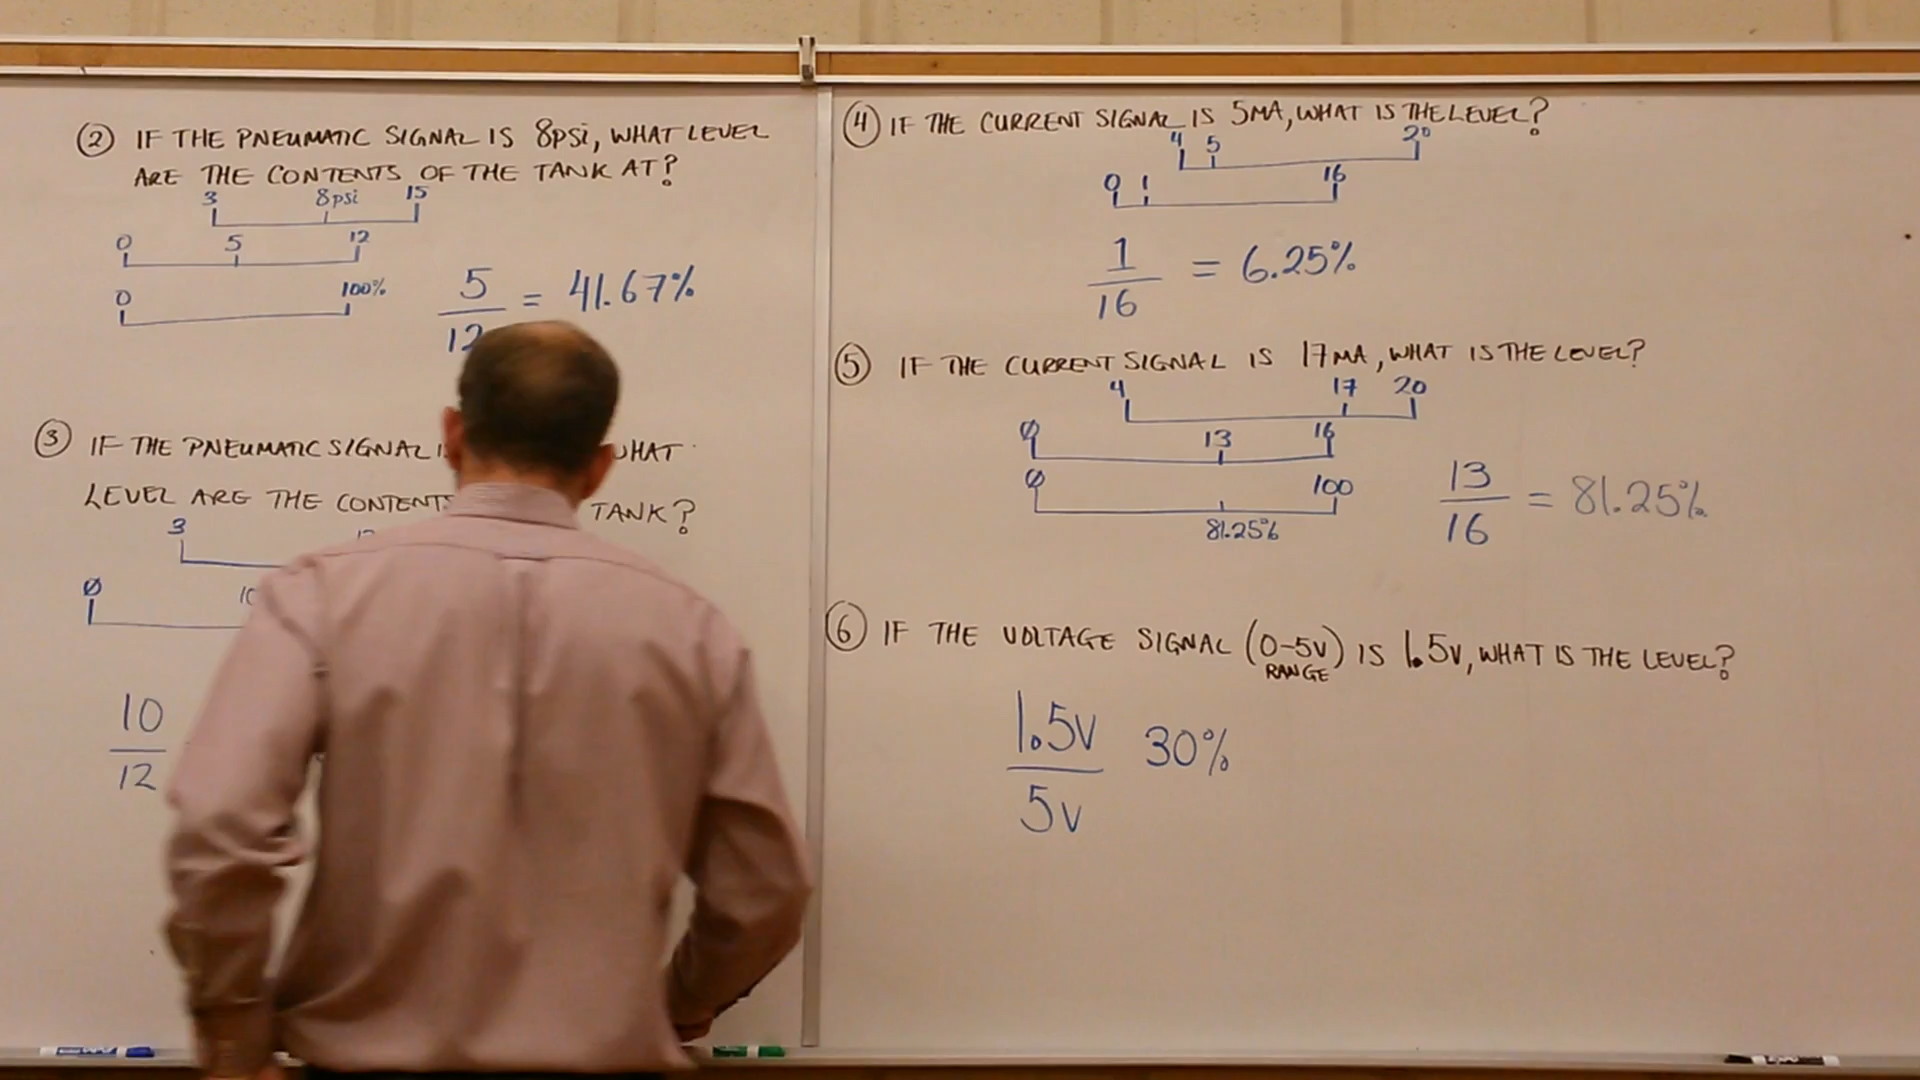 ② IF THE PNEUMATIC SIGNAL IS 8PSi, WHAT LEVEL
ARE THE CONTENTS OF THE TANK AT?
3 8psi 15
0 5 12
0 100%
5
12
= 41.67%
③ IF THE PNEUMATIC SIGNAL WHAT
LEVEL ARE THE CONTENTS TANK?
3
Ø 10
10
12
④ IF THE CURRENT SIGNAL IS 5MA, WHAT IS THE LEVEL?
4 5 20
0 1 16
1
16
= 6.25%
⑤ IF THE CURRENT SIGNAL IS 17MA, WHAT IS THE LEVEL?
4 17 20
Ø 13 16
Ø 100
81.25%
13
16
= 81.25%
⑥ IF THE VOLTAGE SIGNAL (0-5V) IS 1.5V, WHAT IS THE LEVEL?
RANGE
1.5V
5V
30%